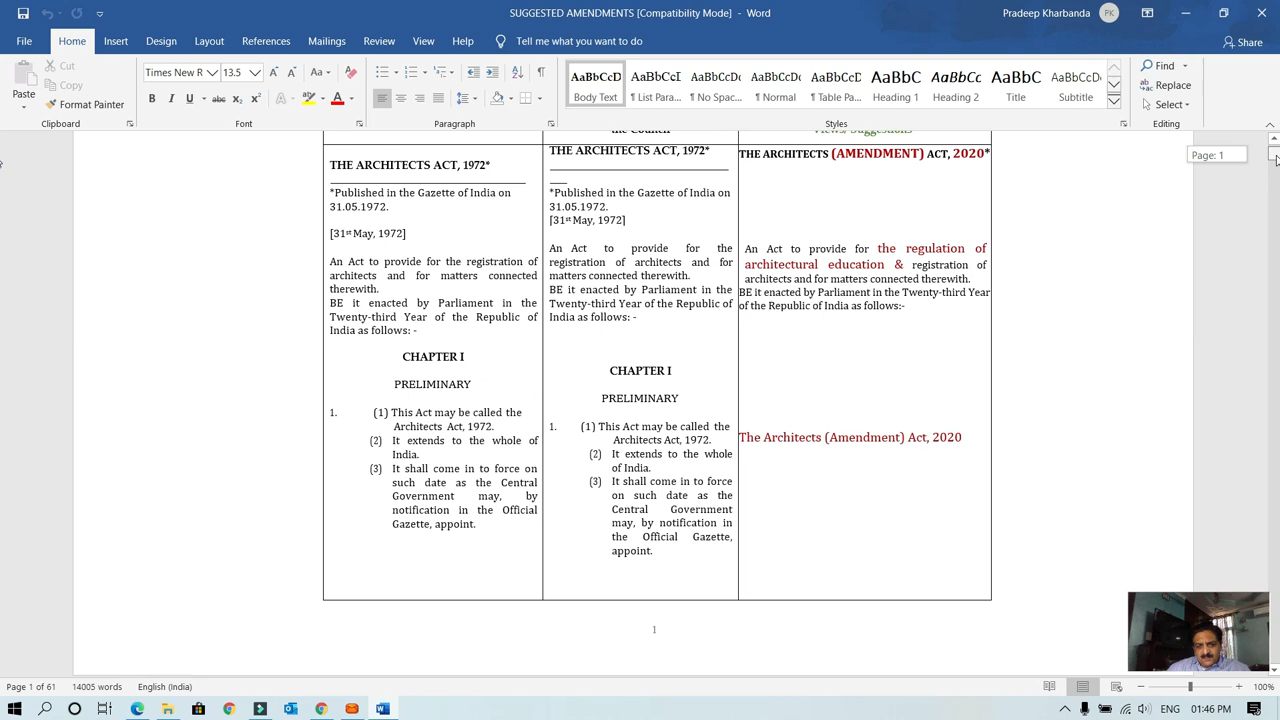 SUGGESTED AMENDMENTS [Compatibility Mode] - Word
Pradeep Kharbanda
PK
File Home Insert Design Layout References Mailings Review View Help Tell me what you want to do
Share
Paste
Cut
Copy
Format Painter
Clipboard
Times New R 13.5
Font
Paragraph
AaBbCcD Body Text
AaBbCcI ¶ List Para...
AaBbCcDc ¶ No Spac...
AaBbCcDc ¶ Normal
AaBbCcDc ¶ Table Pa...
AaBbC Heading 1
AaBbCc Heading 2
AaBbC Title
AaBbCcD Subtitle
Styles
Find
Replace
Select
Editing
Page: 1
the Council
Views/Suggestions
THE ARCHITECTS ACT, 1972*
*Published in the Gazette of India on
31.05.1972.
[31st May, 1972]
An Act to provide for the registration of
architects and for matters connected
therewith.
BE it enacted by Parliament in the
Twenty-third Year of the Republic of
India as follows: -
CHAPTER I
PRELIMINARY
1. (1) This Act may be called the
Architects Act, 1972.
(2) It extends to the whole of
India.
(3) It shall come in to force on
such date as the Central
Government may, by
notification in the Official
Gazette, appoint.
THE ARCHITECTS ACT, 1972*
*Published in the Gazette of India on
31.05.1972.
[31st May, 1972]
An Act to provide for the
registration of architects and for
matters connected therewith.
BE it enacted by Parliament in the
Twenty-third Year of the Republic of
India as follows: -
CHAPTER I
PRELIMINARY
1. (1) This Act may be called the
Architects Act, 1972.
(2) It extends to the whole
of India.
(3) It shall come in to force
on such date as the
Central Government
may, by notification in
the Official Gazette,
appoint.
THE ARCHITECTS (AMENDMENT) ACT, 2020*
An Act to provide for the regulation of
architectural education & registration of
architects and for matters connected therewith.
BE it enacted by Parliament in the Twenty-third Year
of the Republic of India as follows:-
The Architects (Amendment) Act, 2020
1
Page 1 of 61 14005 words English (India)
100%
ENG 01:46 PM